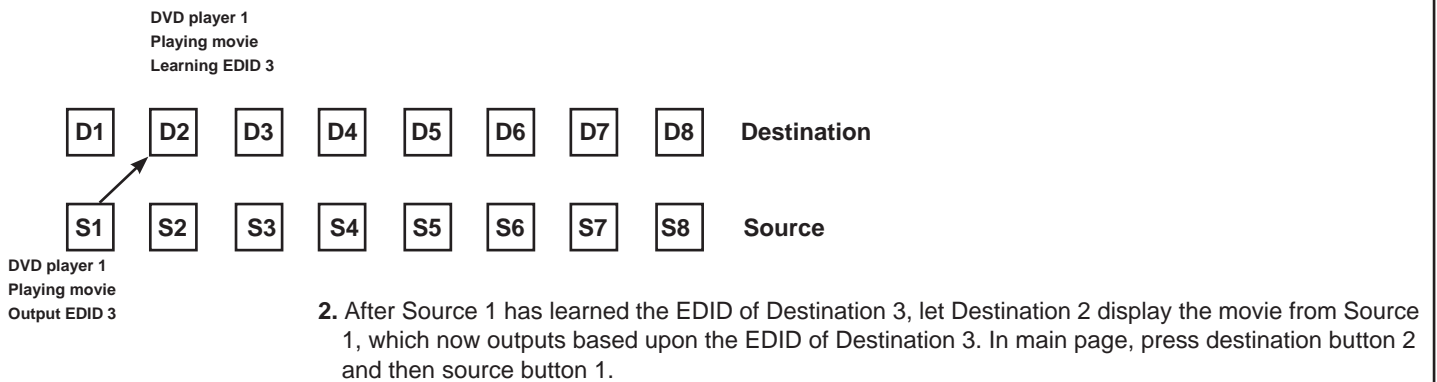 DVD player 1
Playing movie
Learning EDID 3
D1 D2 D3 D4 D5 D6 D7 D8 Destination
S1 S2 S3 S4 S5 S6 S7 S8 Source
DVD player 1
Playing movie
Output EDID 3
2. After Source 1 has learned the EDID of Destination 3, let Destination 2 display the movie from Source
1, which now outputs based upon the EDID of Destination 3. In main page, press destination button 2
and then source button 1.